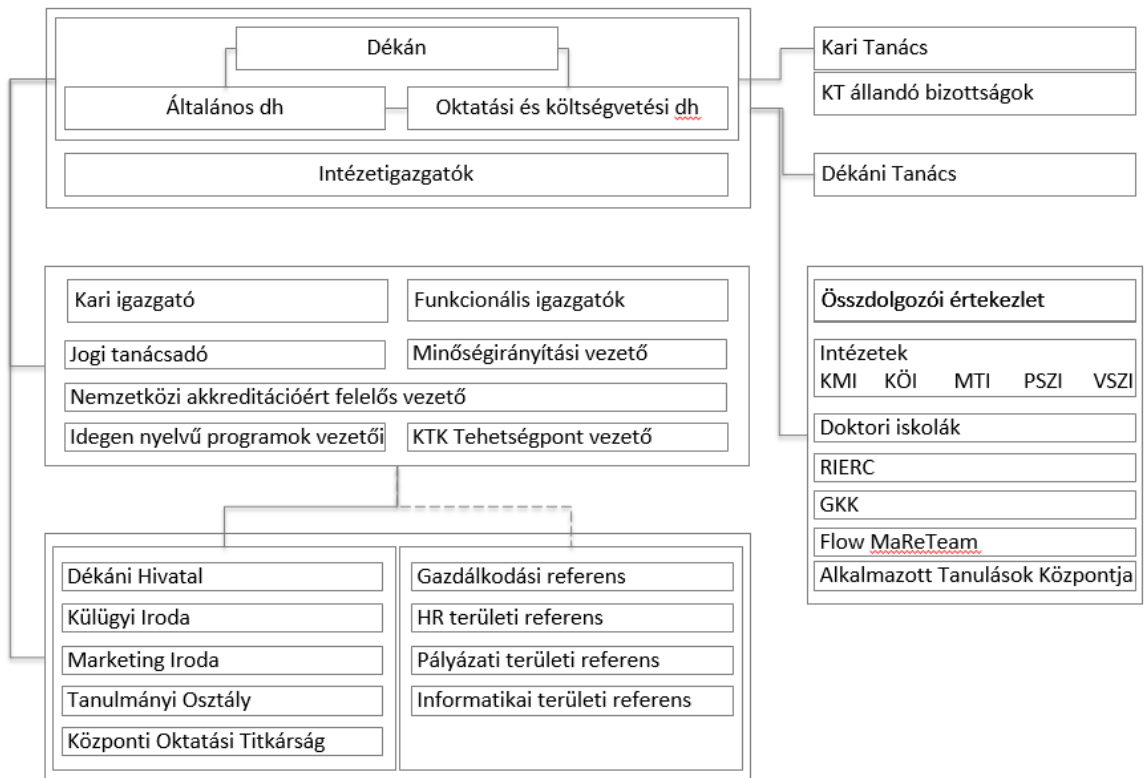 Dékán
Általános dh
Oktatási és költségvetési dh
Intézetigazgatók
Kari Tanács
KT állandó bizottságok
Dékáni Tanács
Kari igazgató
Funkcionális igazgatók
Jogi tanácsadó
Minőségirányítási vezető
Nemzetközi akkreditációért felelős vezető
Idegen nyelvű programok vezetői
KTK Tehetségpont vezető
Összdolgozói értekezlet
Intézetek
KMI KÖI MTI PSZI VSZI
Doktori iskolák
RIERC
GKK
Flow MaReTeam
Alkalmazott Tanulások Központja
Dékáni Hivatal
Külügyi Iroda
Marketing Iroda
Tanulmányi Osztály
Központi Oktatási Titkárság
Gazdálkodási referens
HR területi referens
Pályázati területi referens
Informatikai területi referens